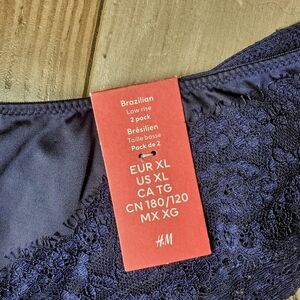 Brazilian
Low rise
2 pack
Brésilien
Taille basse
Pack de 2
EUR XL
US XL
CA TG
CN 180/120
MX XG
H&M